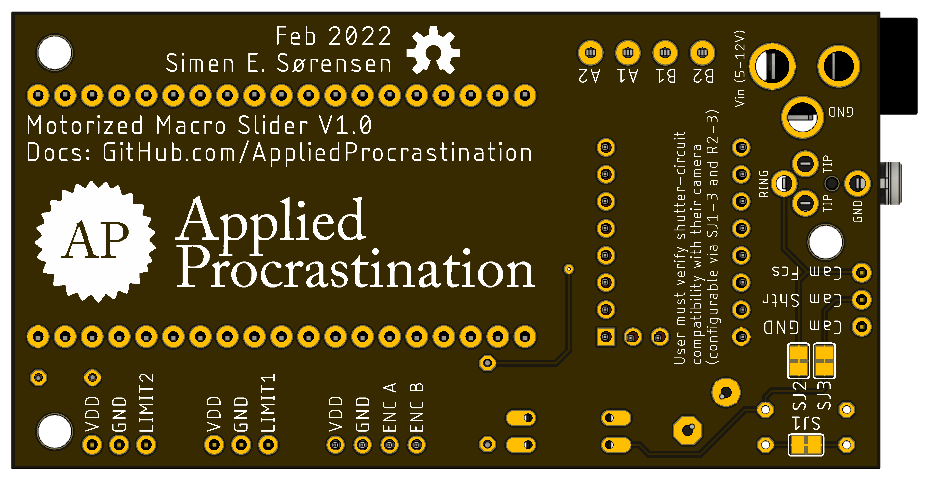 Feb 2022
Simen E. Sørensen
Motorized Macro Slider V1.0
Docs: GitHub.com/AppliedProcrastination
AP
Applied
Procrastination
A2
A1
B1
B2
Vin (5-12V)
GND
TIP
RING
TIP
GND
User must verify shutter-circuit
compatibility with their camera
(configurable via SJ1-3 and R2-3)
Cam Fcs
Cam Shtr
Cam GND
SJ2
SJ3
SJ1
VDD
GND
LIMIT2
VDD
GND
LIMIT1
VDD
GND
ENC A
ENC B